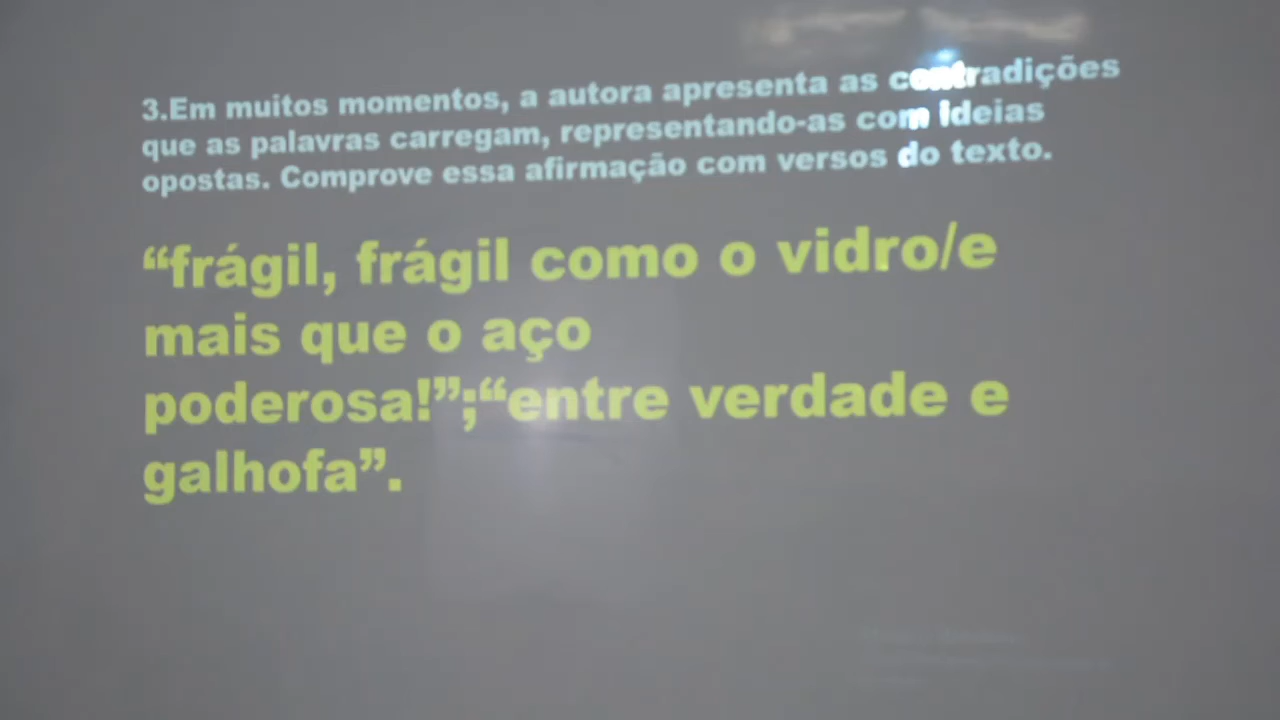 3.Em muitos momentos, a autora apresenta as contradições
que as palavras carregam, representando-as com ideias
opostas. Comprove essa afirmação com versos do texto.
“frágil, frágil como o vidro/e
mais que o aço
poderosa!”;“entre verdade e
galhofa”.